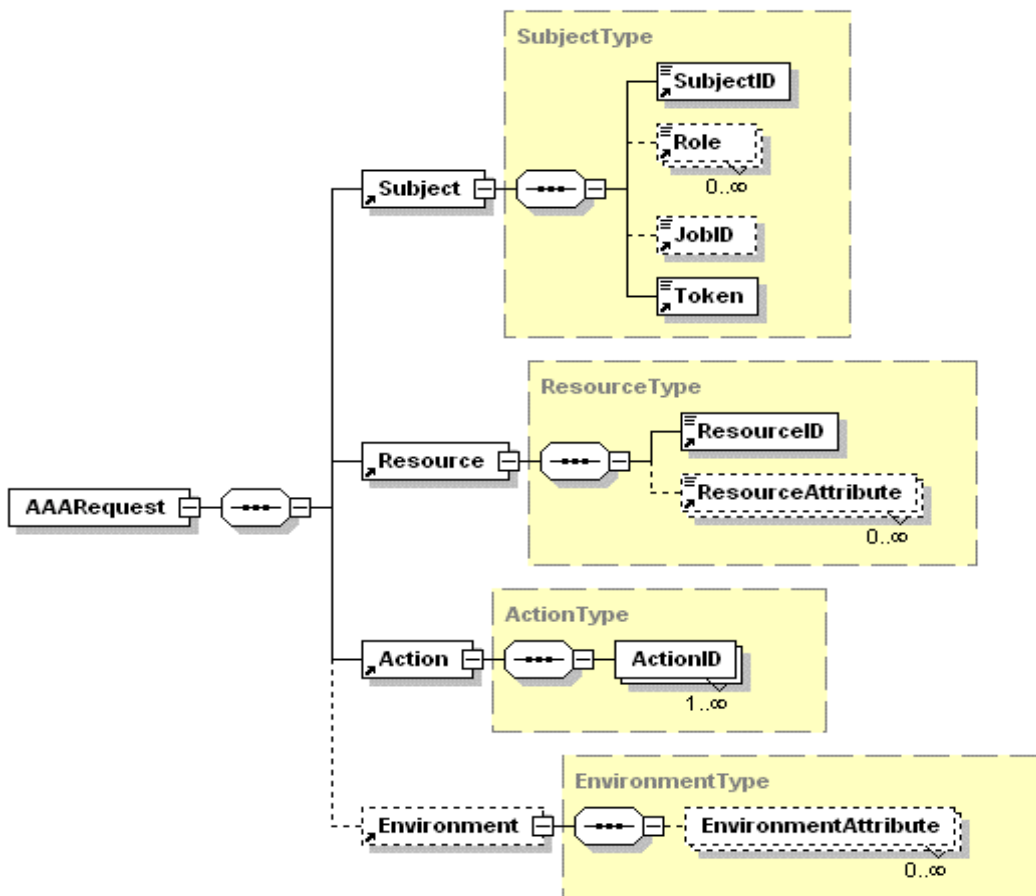 SubjectType
SubjectID
Role
0..∞
Subject
JobID
Token
ResourceType
ResourceID
Resource
ResourceAttribute
0..∞
AAARequest
ActionType
Action
ActionID
1..∞
EnvironmentType
Environment
EnvironmentAttribute
0..∞